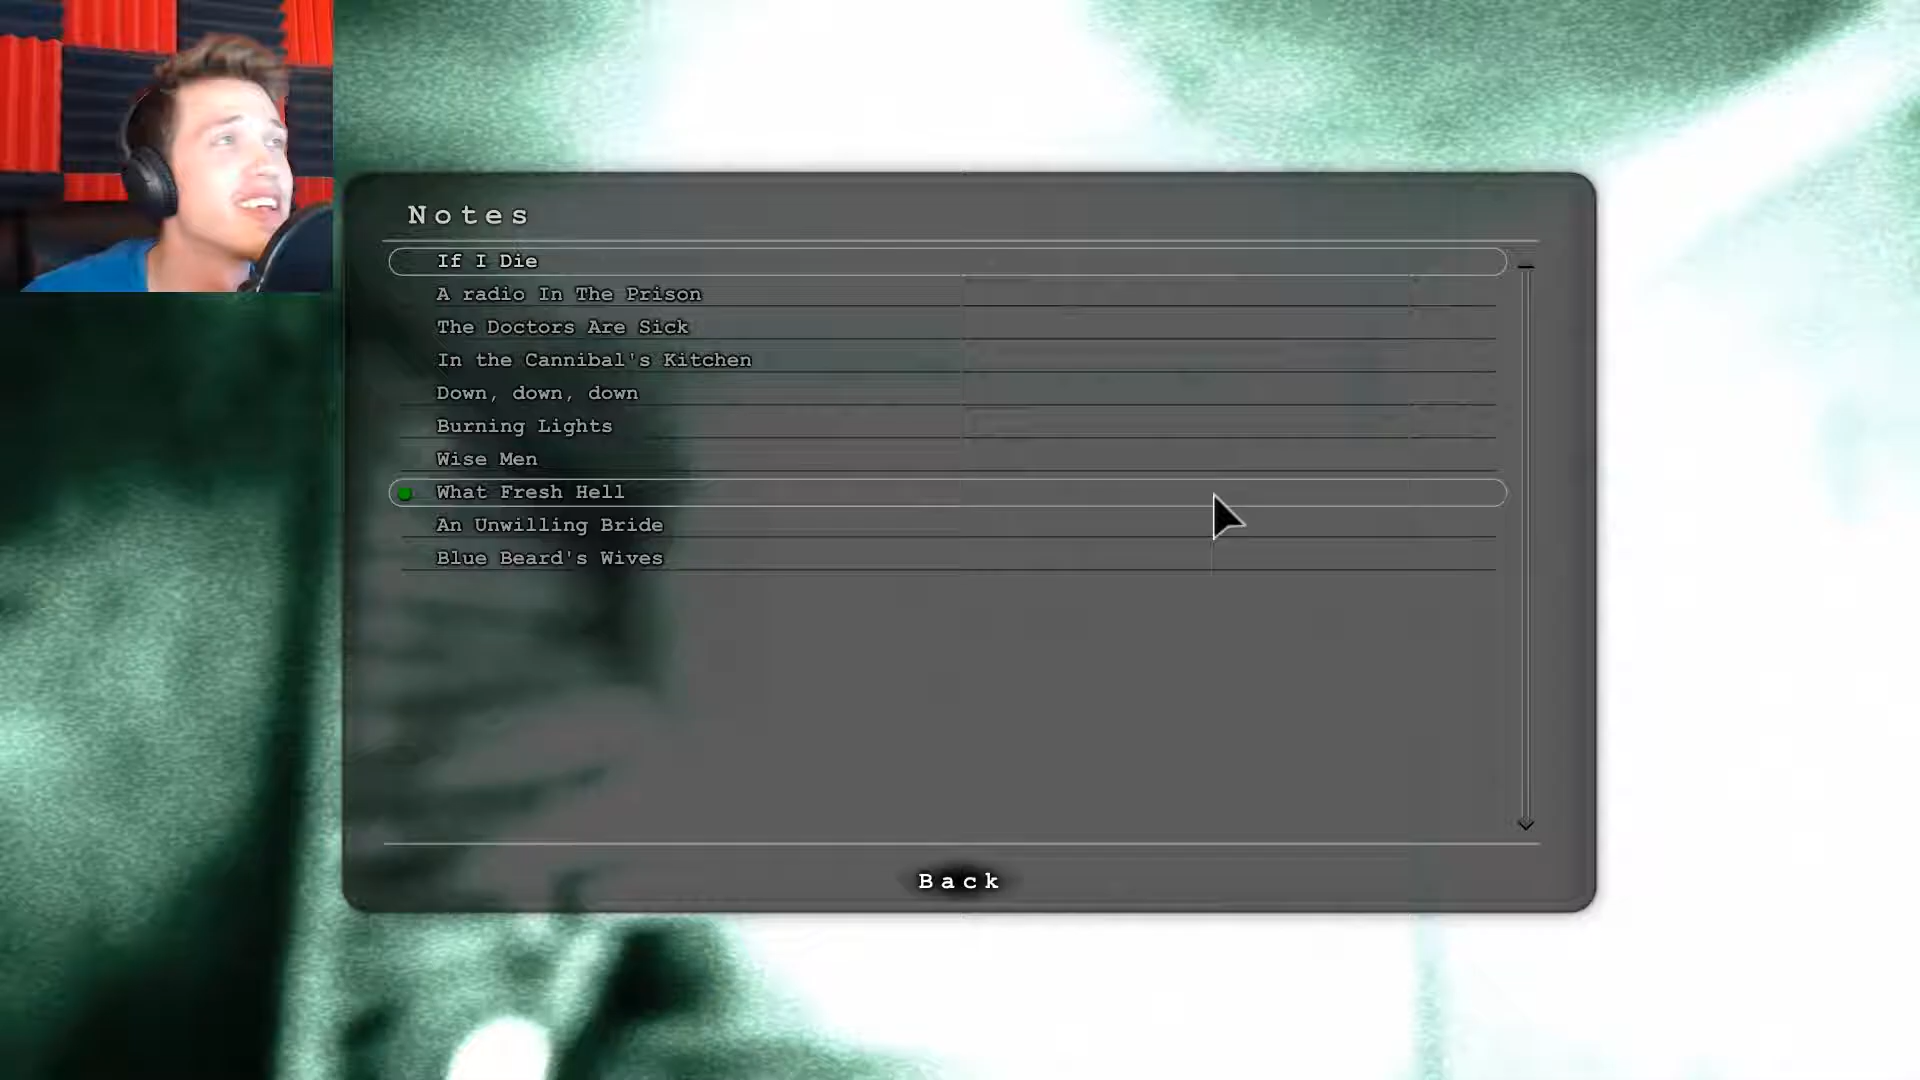 Notes
If I Die
A radio In The Prison
The Doctors Are Sick
In the Cannibal's Kitchen
Down, down, down
Burning Lights
Wise Men
What Fresh Hell
An Unwilling Bride
Blue Beard's Wives
Back